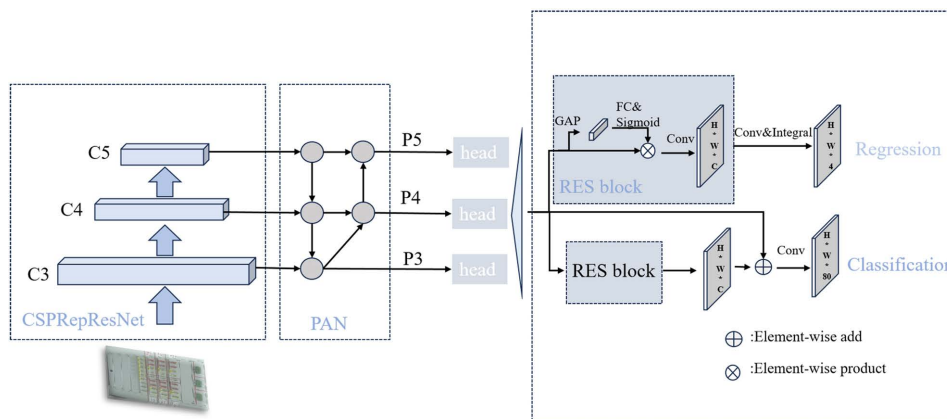 C5
C4
C3
CSPRepResNet
PAN
P5
P4
P3
head
head
head
GAP
FC&
Sigmoid
Conv
RES block
H
*
W
*
C
Conv&Integral
H
*
W
*
4
Regression
RES block
H
*
W
*
C
Conv
H
*
W
*
80
Classification
:Element-wise add
:Element-wise product